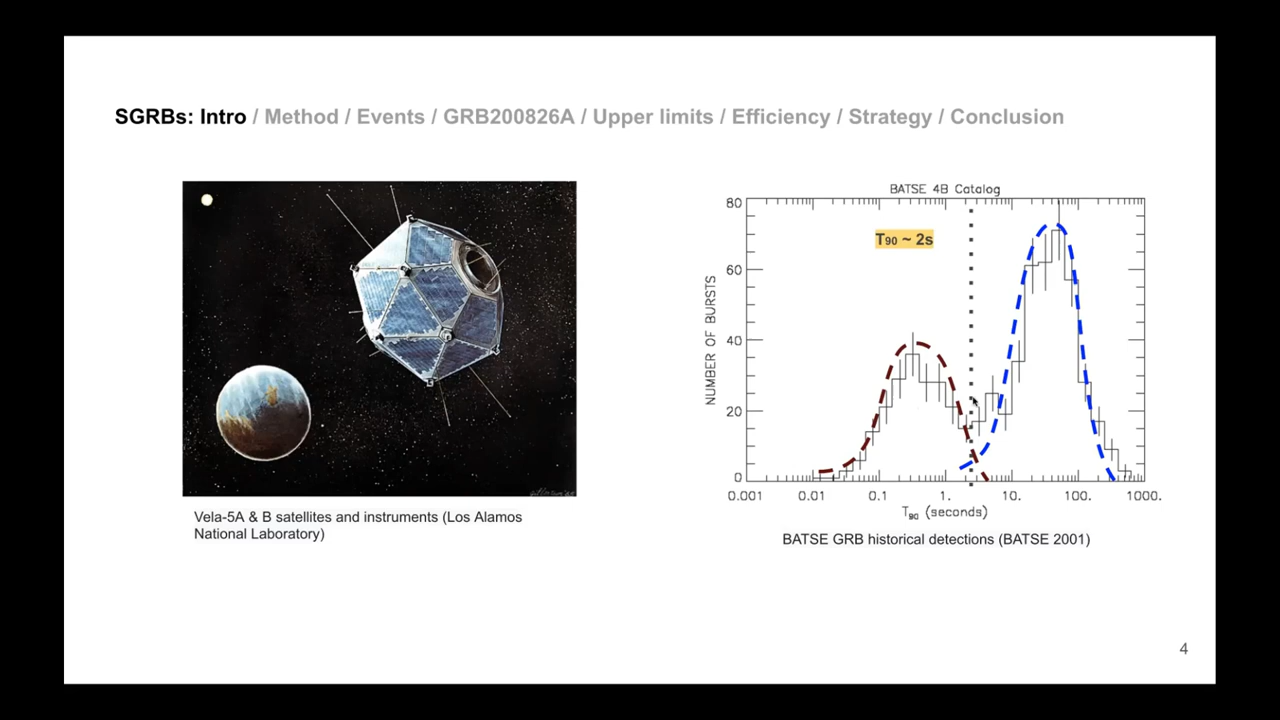 SGRBs: Intro / Method / Events / GRB200826A / Upper limits / Efficiency / Strategy / Conclusion
Vela-5A & B satellites and instruments (Los Alamos
National Laboratory)
BATSE 4B Catalog
T90 ~ 2s
NUMBER OF BURSTS
80
60
40
20
0
0.001 0.01 0.1 1. 10. 100. 1000.
T90 (seconds)
BATSE GRB historical detections (BATSE 2001)
4